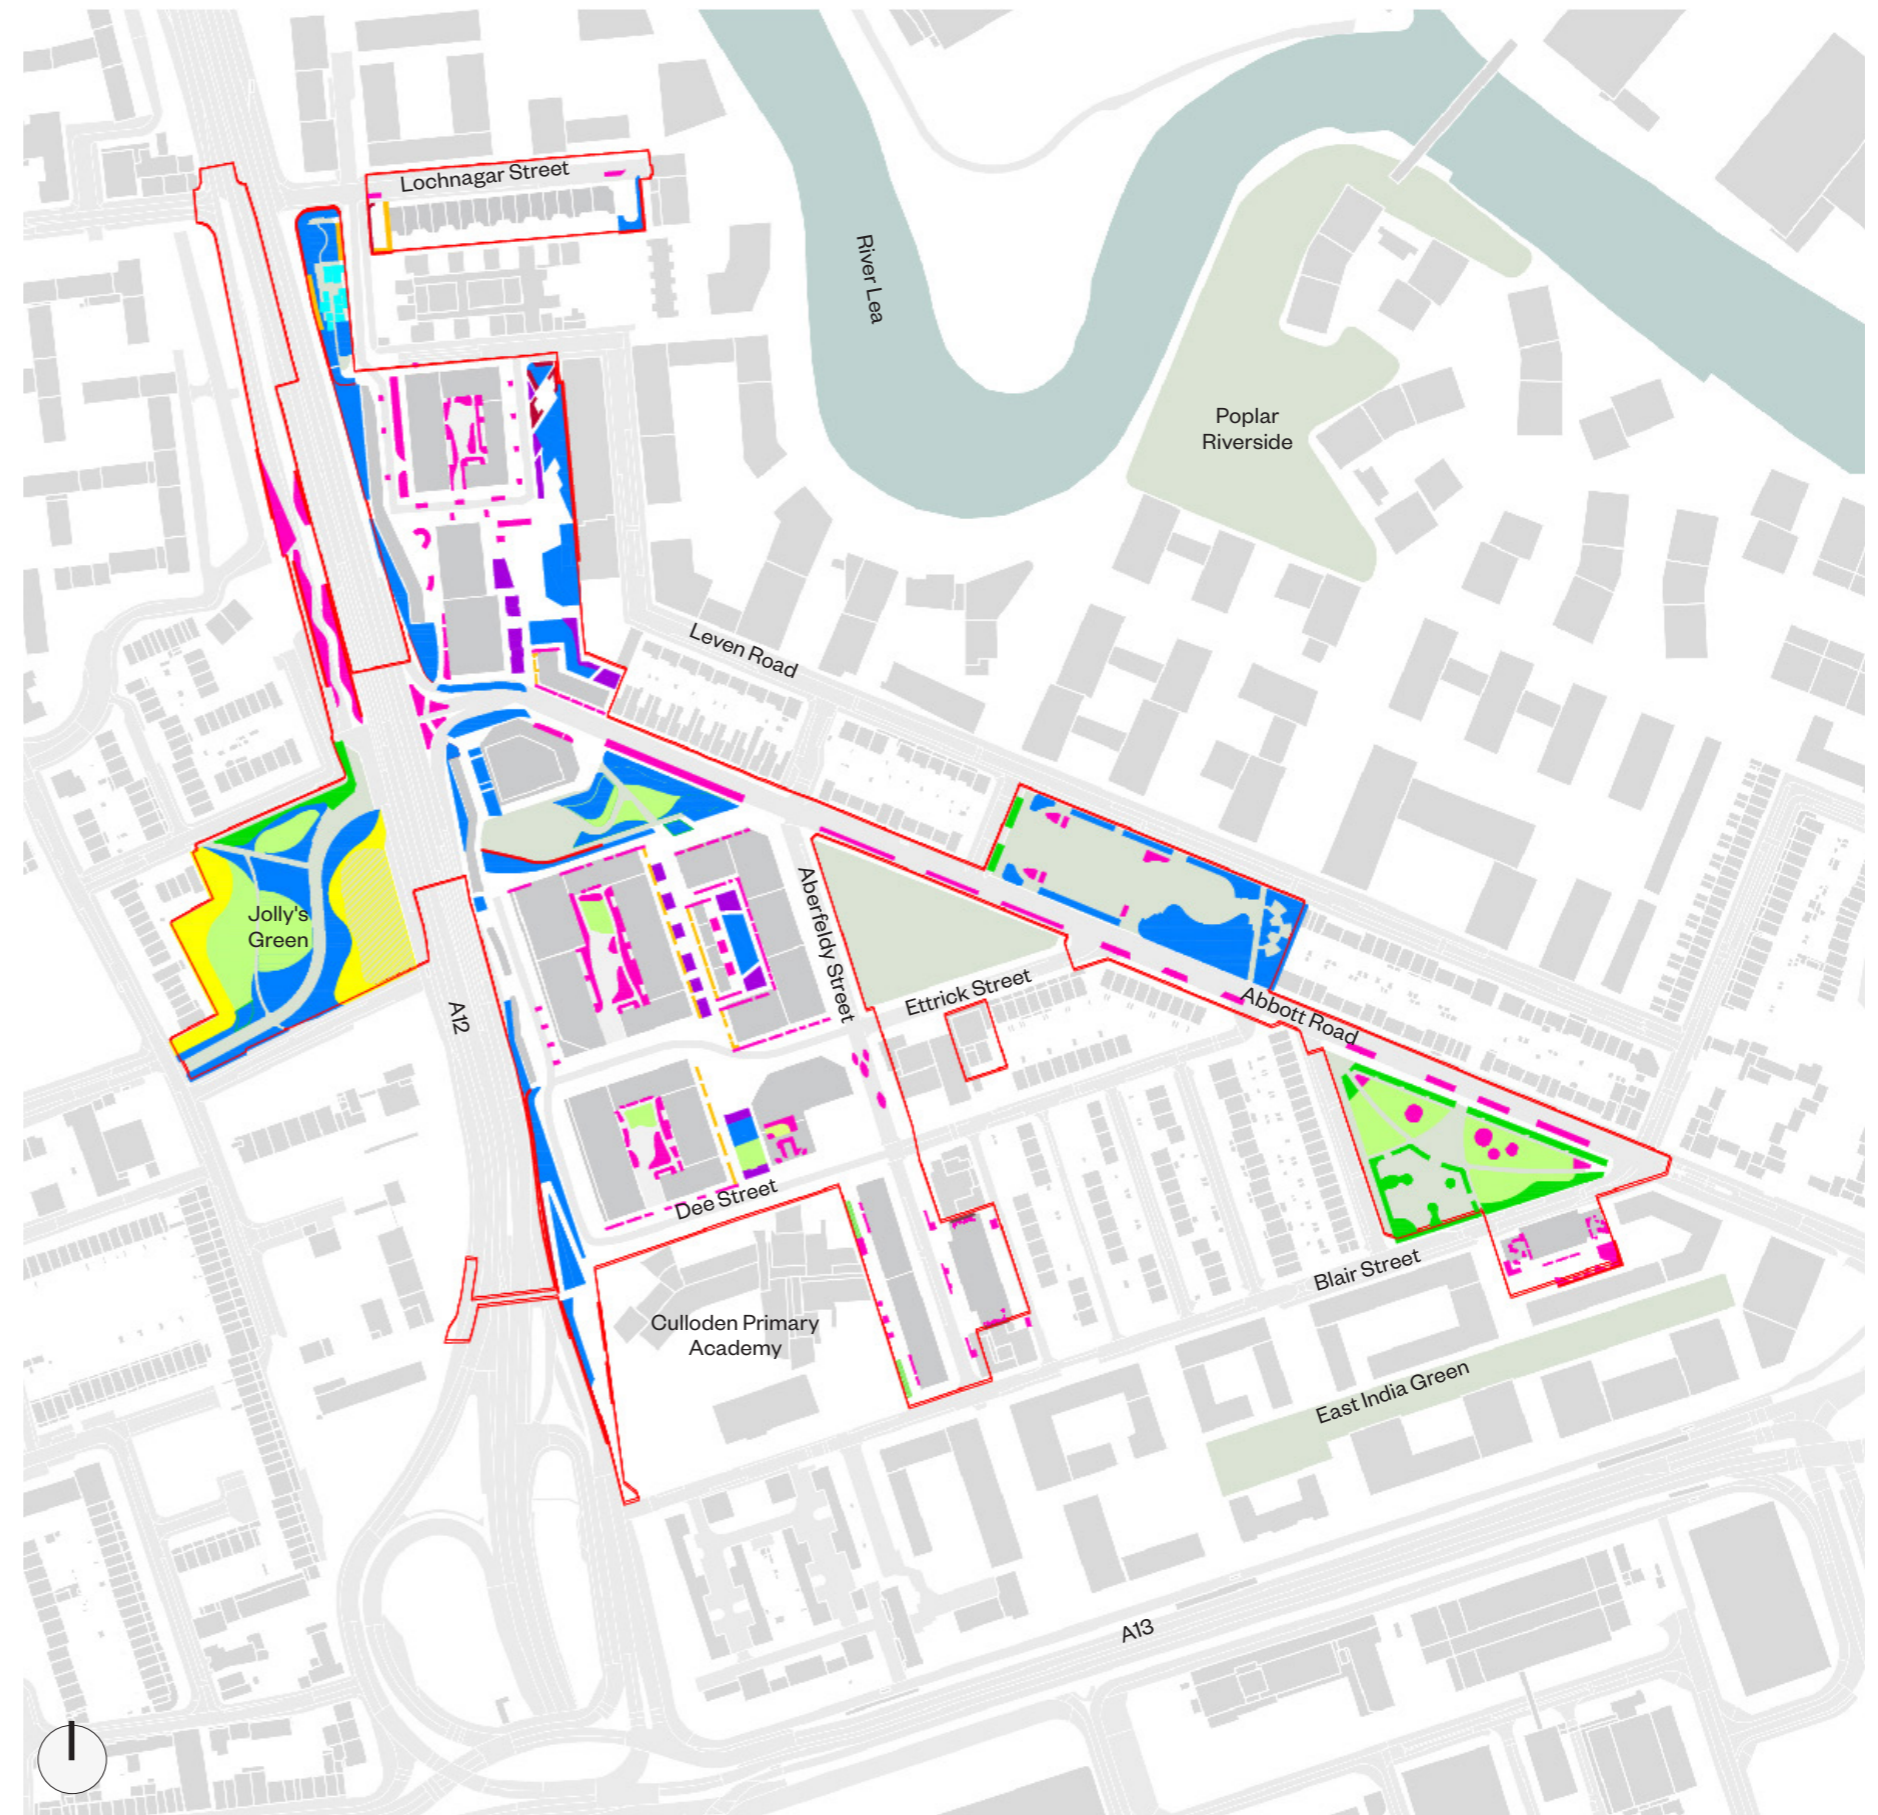 Lochnagar Street
River Lea
Poplar
Riverside
Leven Road
Jolly's
Green
Aberfeldy Street
Ettrick Street
A12
Abbott Road
Dee Street
Blair Street
Culloden Primary
Academy
East India Green
A13